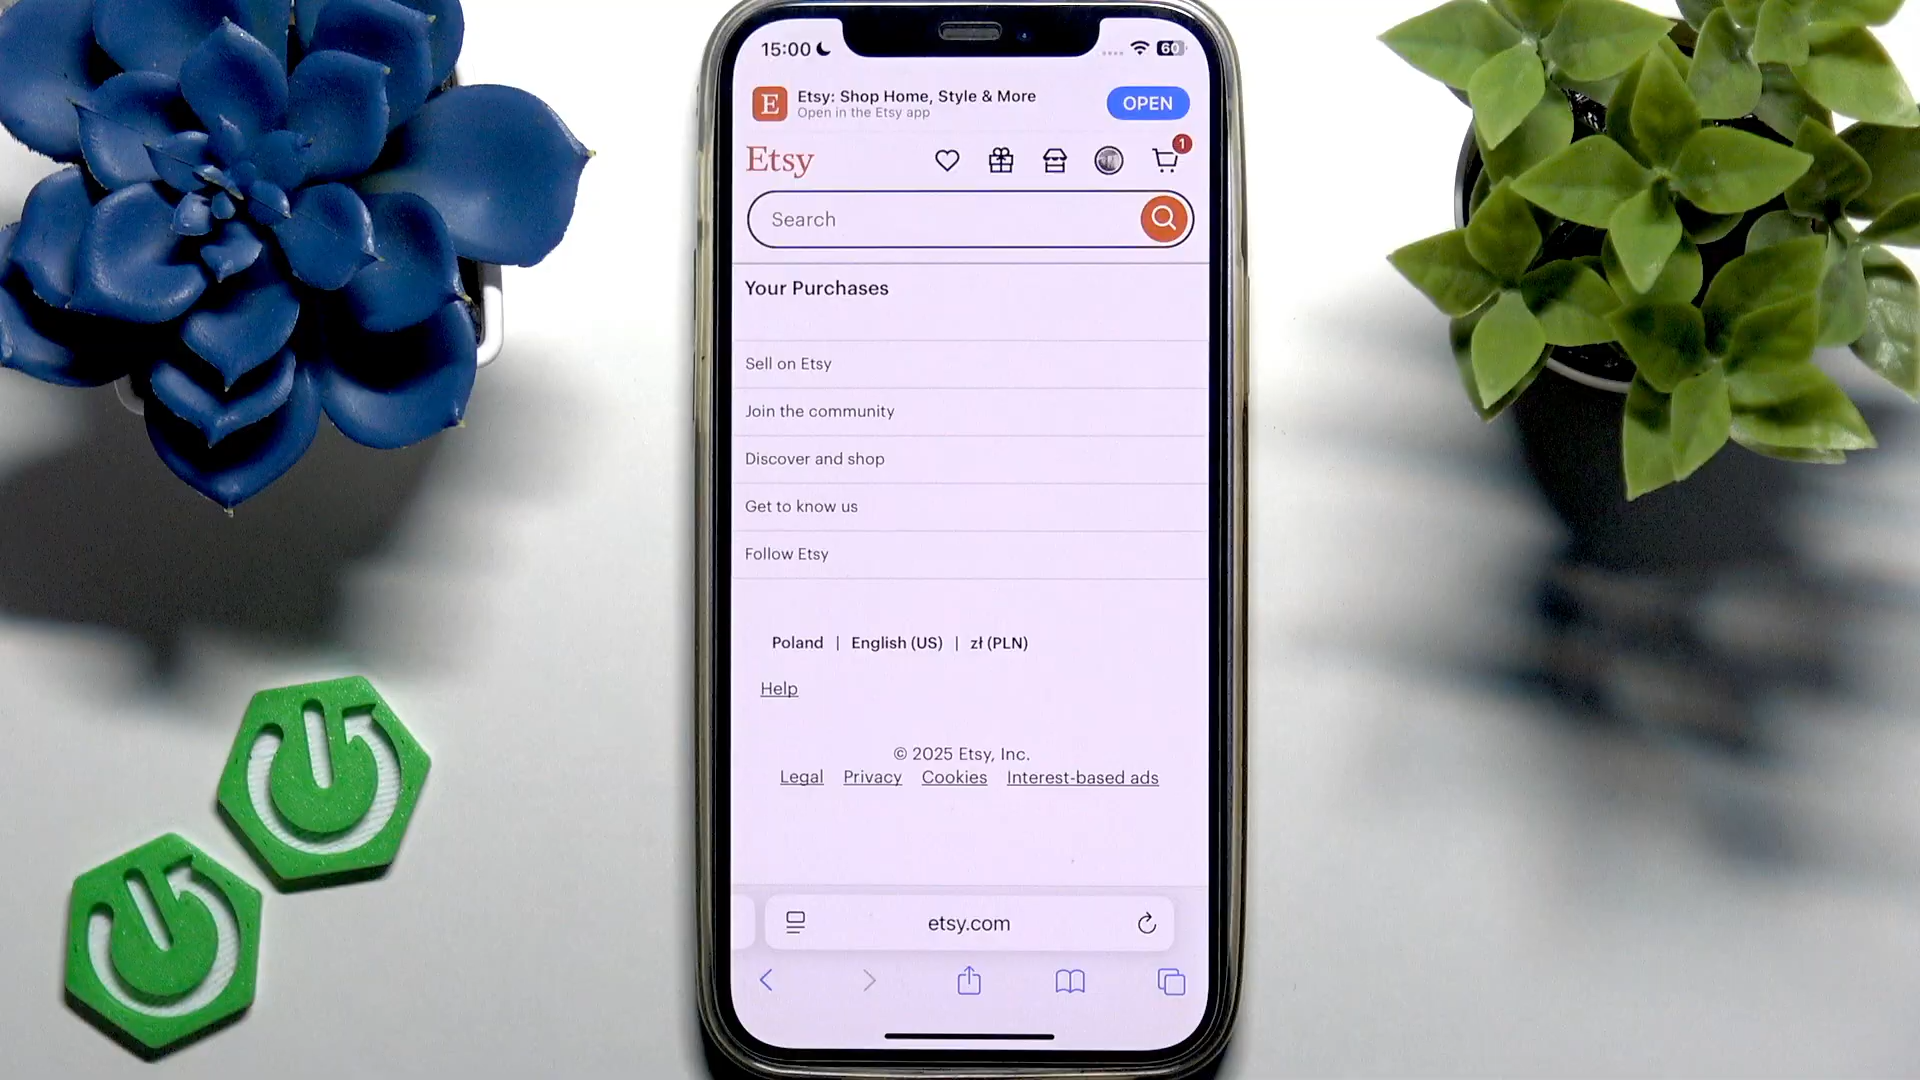 15:00
60
E
Etsy: Shop Home, Style & More
OPEN
Open in the Etsy app
Etsy
1
Search
Your Purchases
Sell on Etsy
Join the community
Discover and shop
Get to know us
Follow Etsy
Poland | English (US) | zł (PLN)
Help
© 2025 Etsy, Inc.
Legal Privacy Cookies Interest-based ads
etsy.com